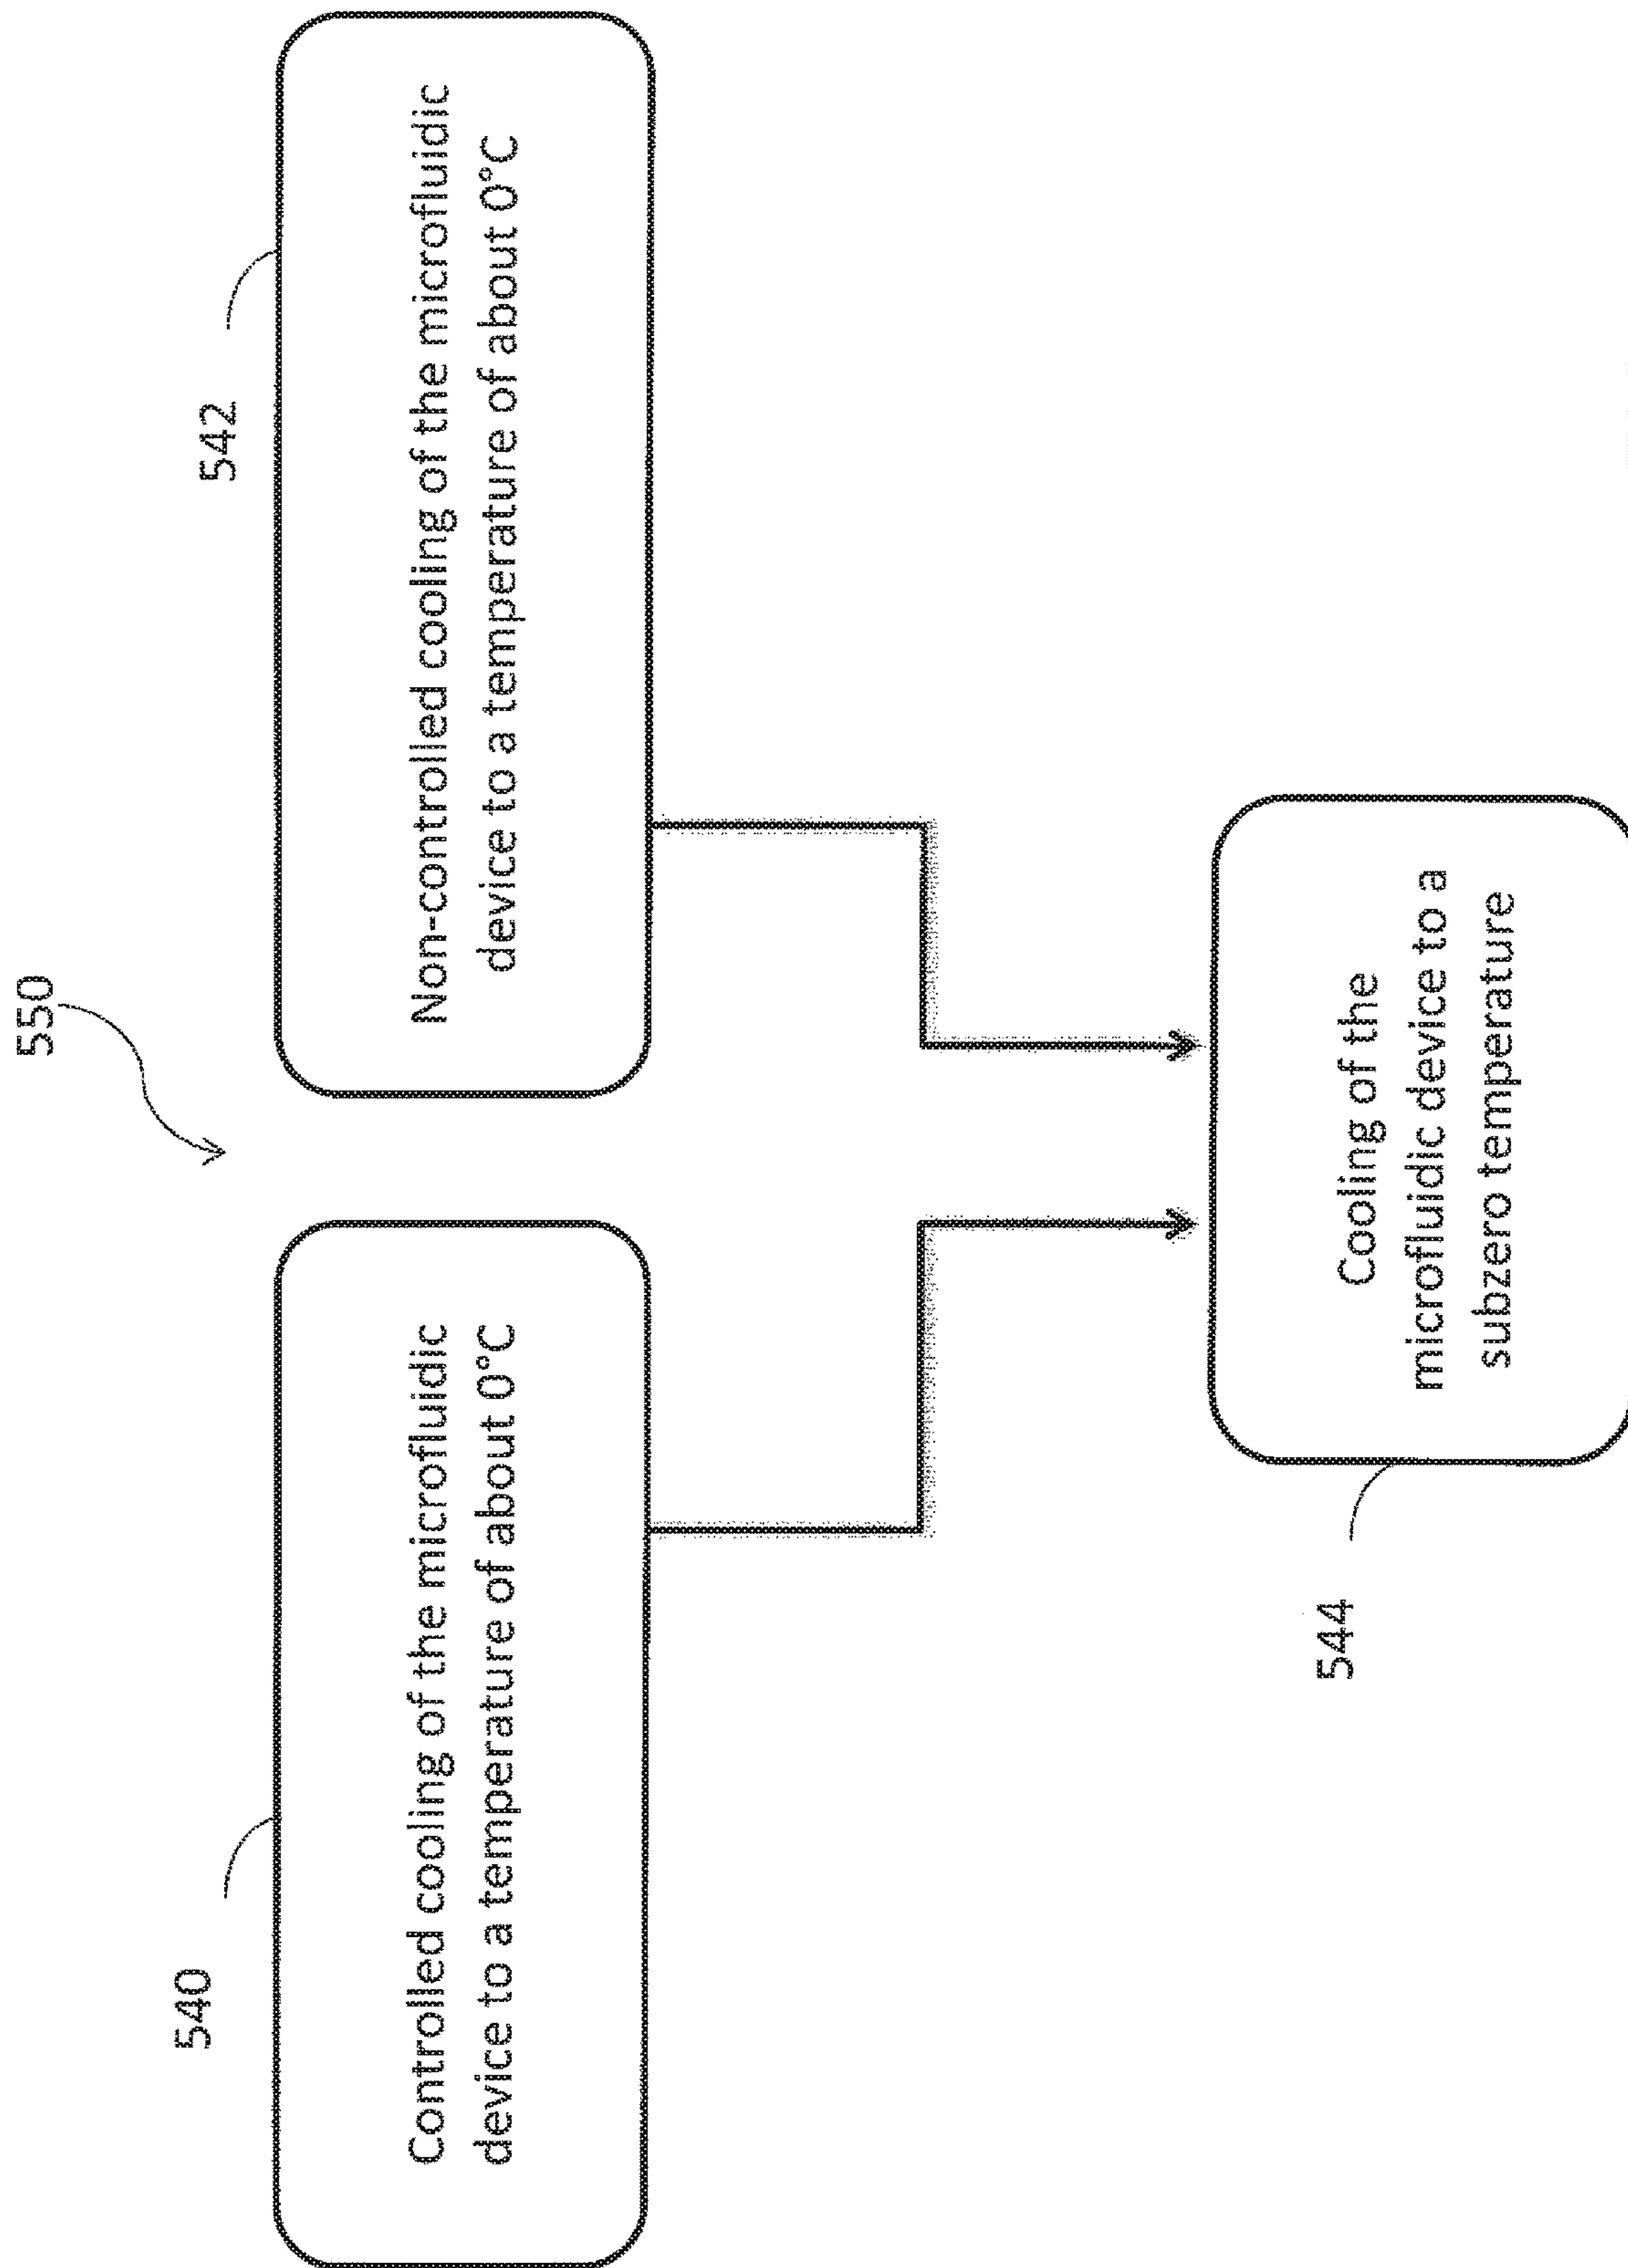 550
540
Controlled cooling of the microfluidic
device to a temperature of about 0°C
542
Non-controlled cooling of the microfluidic
device to a temperature of about 0°C
544
Cooling of the
microfluidic device to a
subzero temperature